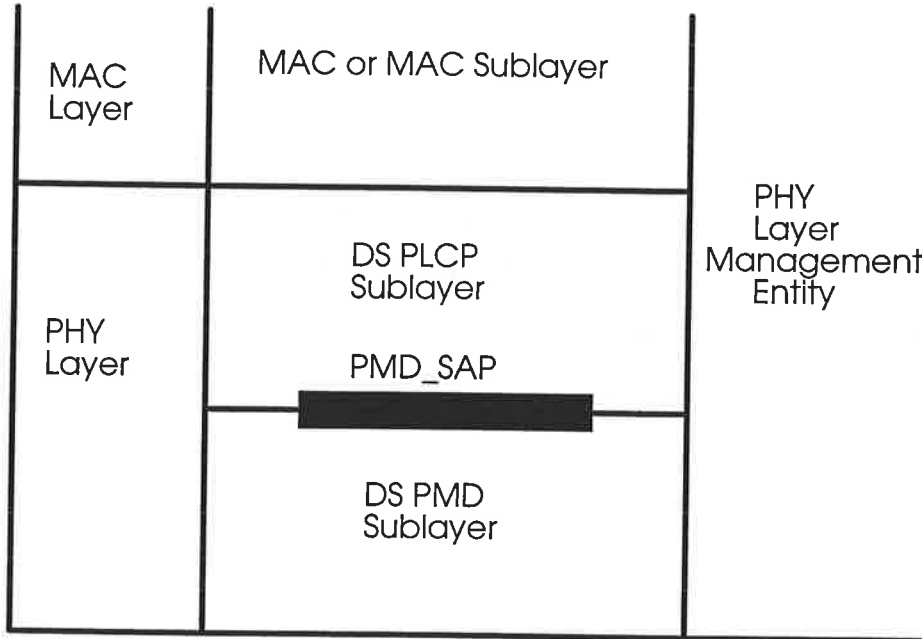 MAC
Layer
MAC or MAC Sublayer
PHY
Layer
Management
Entity
DS PLCP
Sublayer
PHY
Layer
PMD_SAP
DS PMD
Sublayer